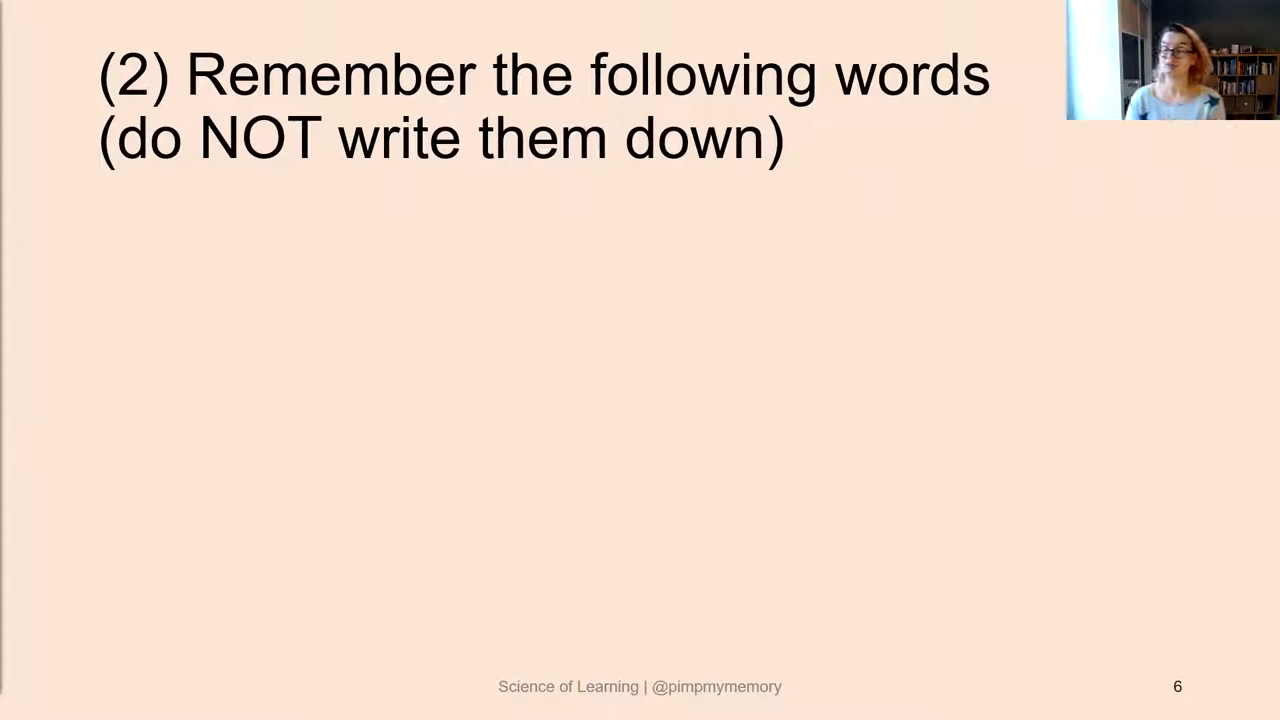 (2) Remember the following words
(do NOT write them down)
Science of Learning | @pimpmymemory
6